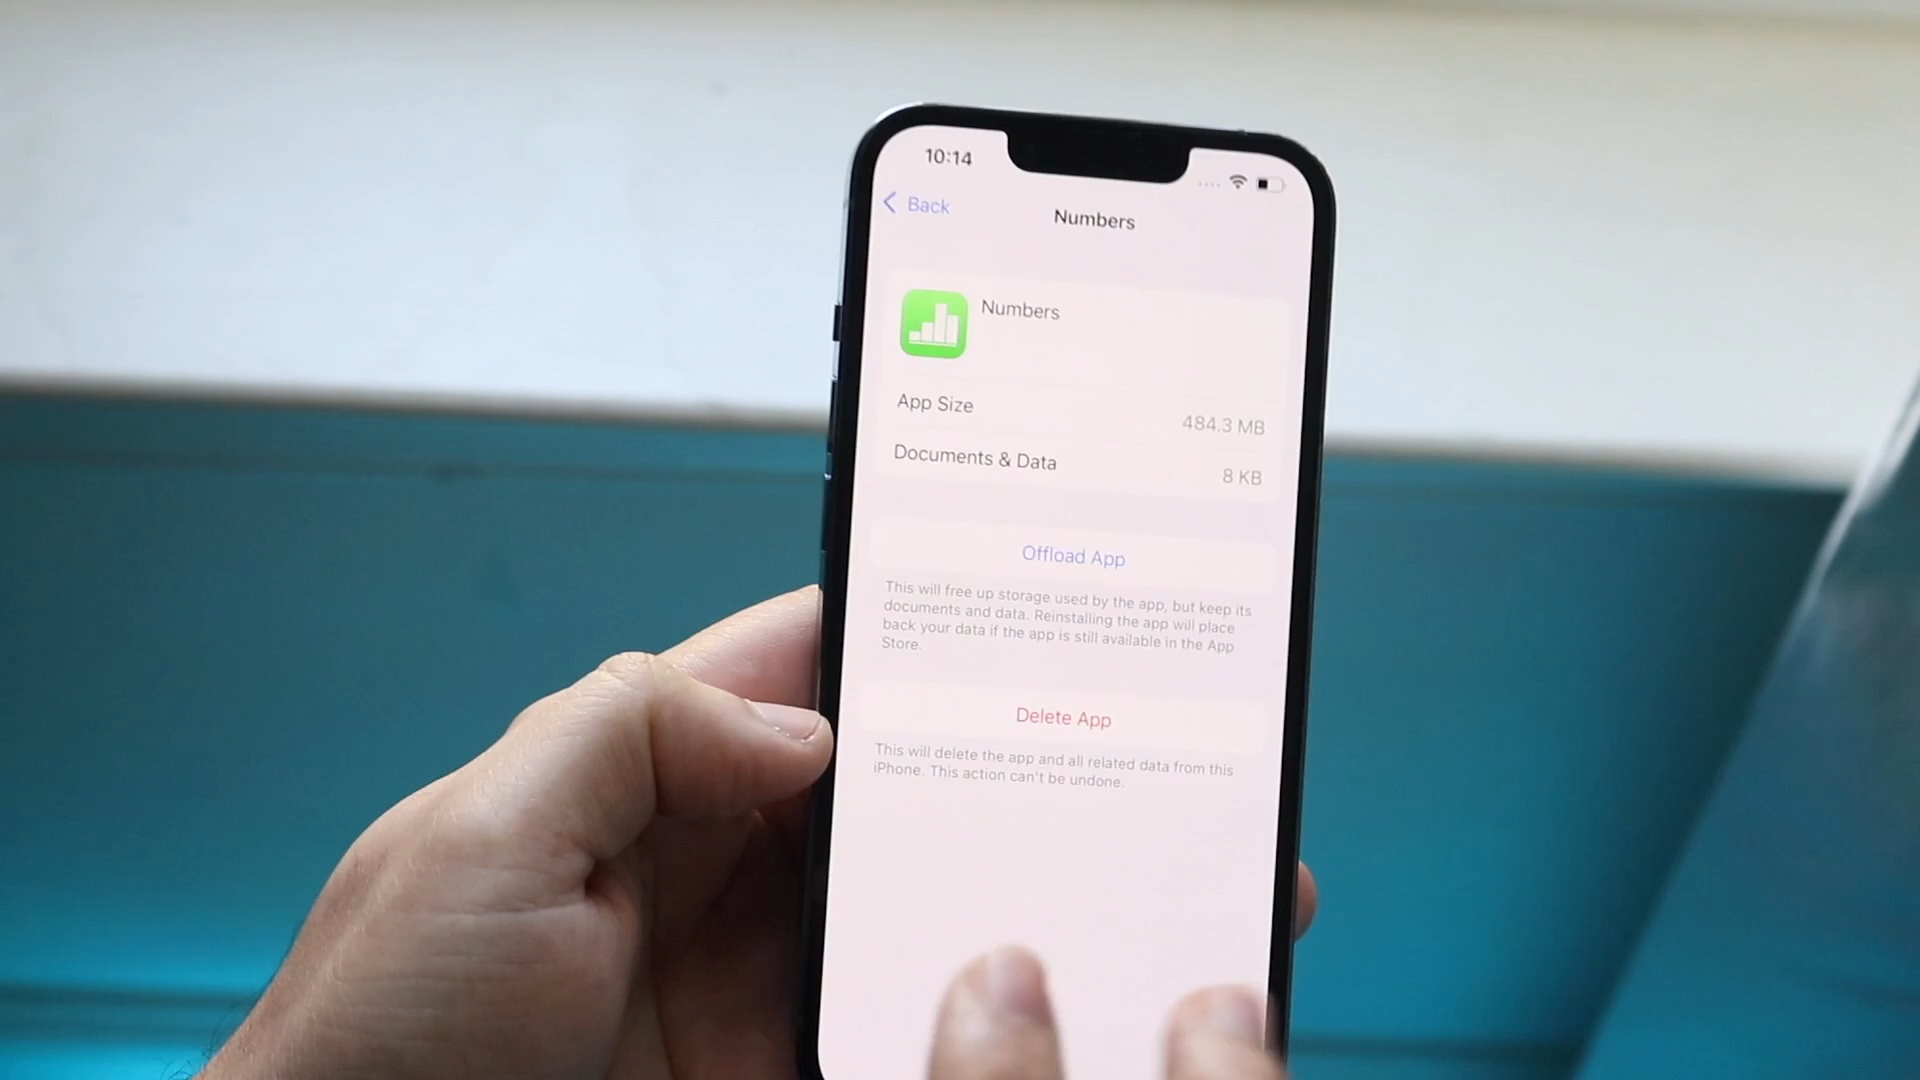 10:14
Back
Numbers
Numbers
App Size 484.3 MB
Documents & Data 8 KB
Offload App
This will free up storage used by the app, but keep its
documents and data. Reinstalling the app will place
back your data if the app is still available in the App
Store.
Delete App
This will delete the app and all related data from this
iPhone. This action can't be undone.